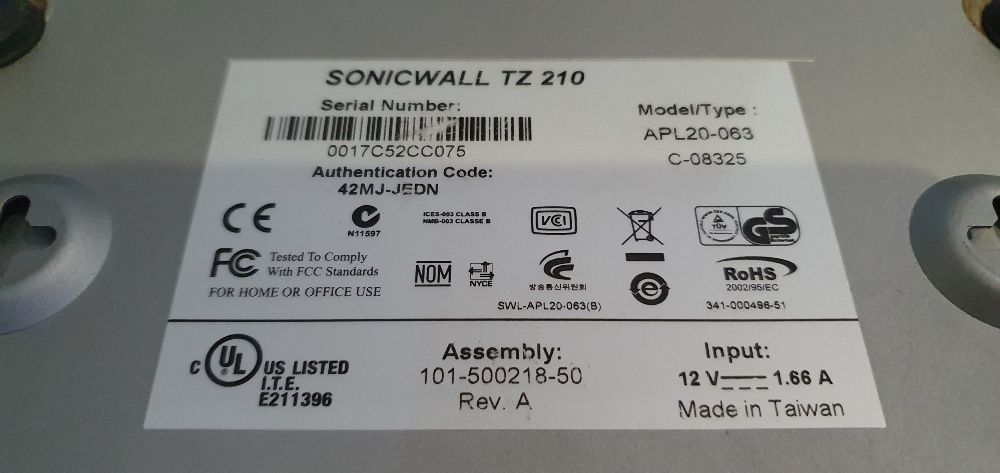 SONICWALL TZ 210
Serial Number:
0017C52CC075
Authentication Code:
42MJ-JEDN
Model/Type :
APL20-063
C-08325
CE
N11597
ICES-003 CLASS B
NMB-003 CLASSE B
VCI
TÜV
GS
FC Tested To Comply
With FCC Standards
FOR HOME OR OFFICE USE
NOM
NYCE
방송통신위원회
SWL-APL20-063(B)
e
RoHS
2002/95/EC
341-000496-51
C UL US LISTED
I.T.E.
E211396
Assembly:
101-500218-50
Rev. A
Input:
12 V 1.66 A
Made in Taiwan